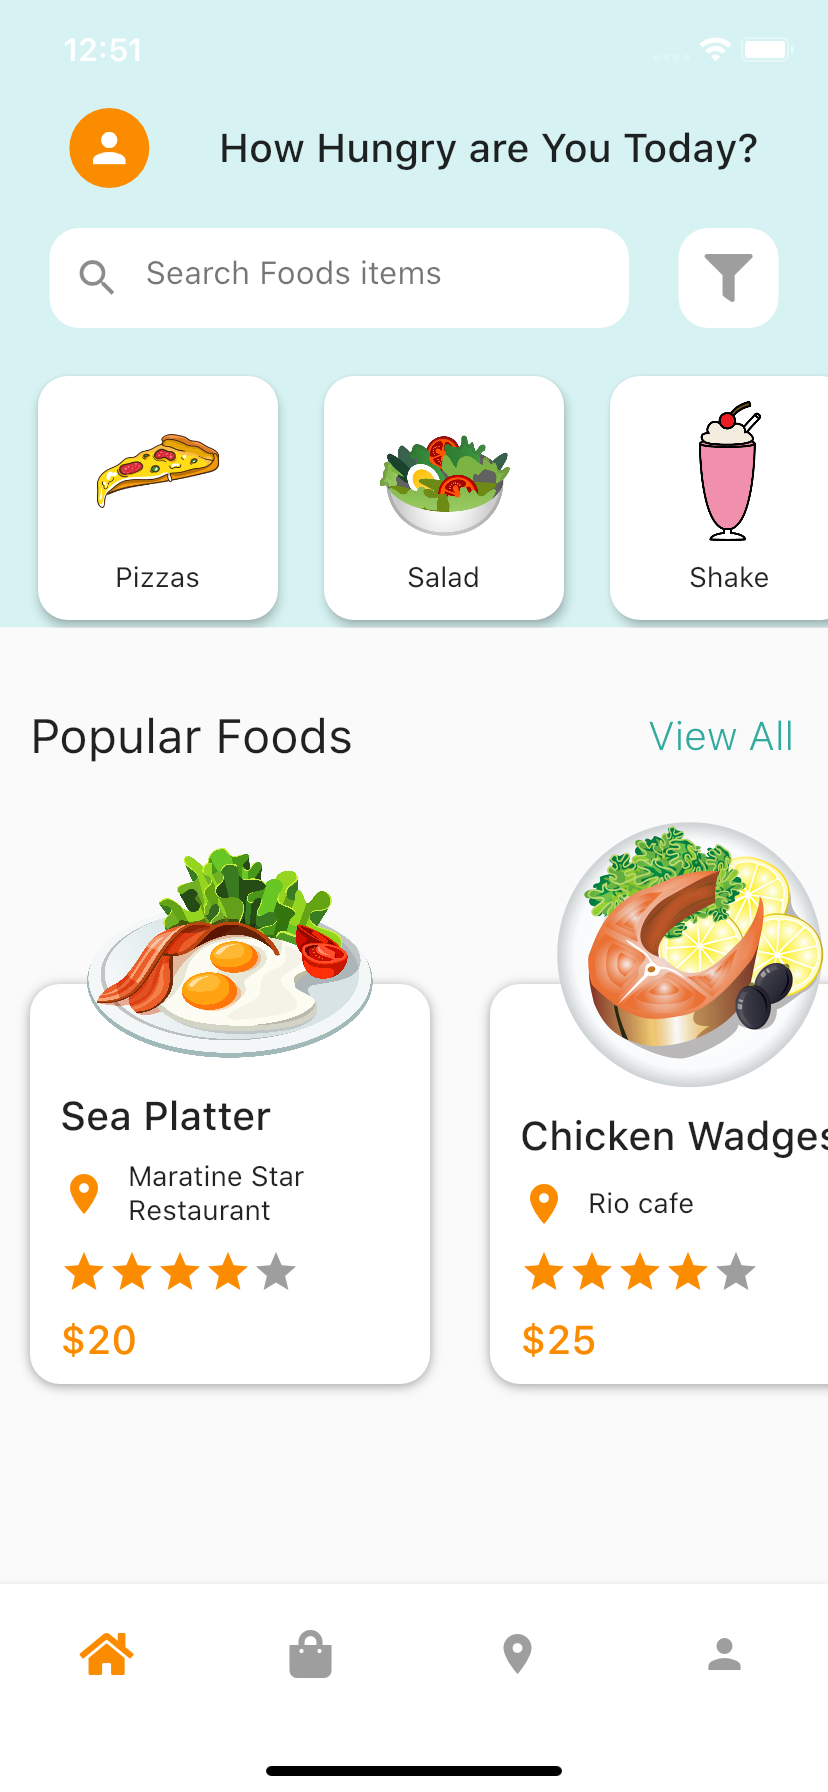 12:51
How Hungry are You Today?
Search Foods items
Pizzas
Salad
Shake
Popular Foods
View All
Sea Platter
Maratine Star
Restaurant
$20
Chicken Wadges
Rio cafe
$25